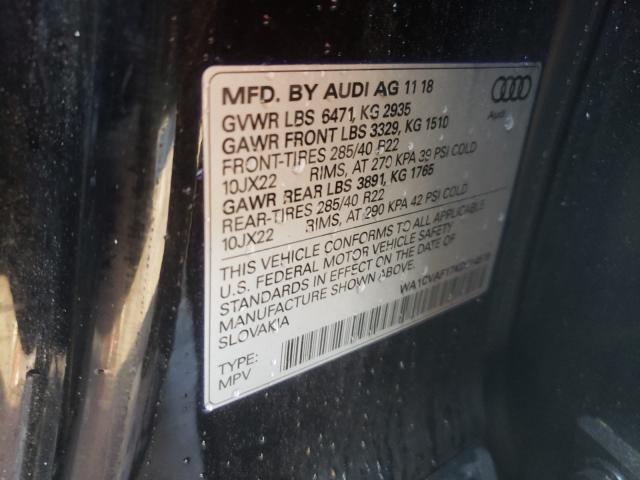 MFD. BY AUDI AG 11 18
GVWR LBS 6471, KG 2935
GAWR FRONT LBS 3329, KG 1510
FRONT-TIRES 285/40 R22
10JX22 RIMS, AT 270 KPA 39 PSI COLD
GAWR REAR LBS 3891, KG 1765
REAR-TIRES 285/40 R22
10JX22 RIMS, AT 290 KPA 42 PSI COLD
THIS VEHICLE CONFORMS TO ALL APPLICABLE
U.S. FEDERAL MOTOR VEHICLE SAFETY
STANDARDS IN EFFECT ON THE DATE OF
MANUFACTURE SHOWN ABOVE.
SLOVAKIA
TYPE:
MPV
Audi